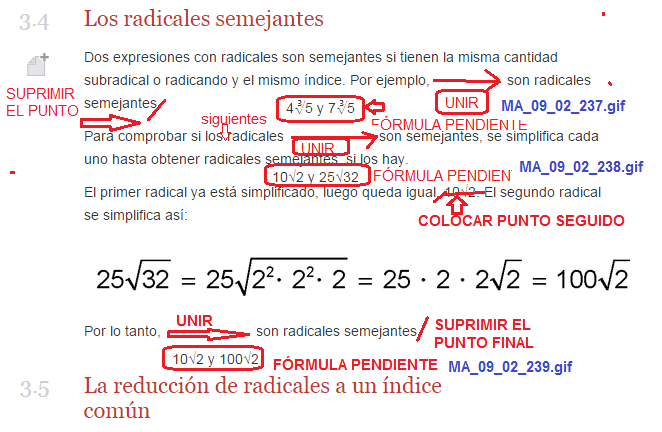 3.4 Los radicales semejantes
Dos expresiones con radicales son semejantes si tienen la misma cantidad
subradical o radicando y el mismo índice. Por ejemplo, son radicales
SUPRIMIR EL PUNTO
semejantes.
UNIR
MA_09_02_237.gif
siguientes
4∛5 y 7∛5
FÓRMULA PENDIENTE
Para comprobar si los radicales son semejantes, se simplifica cada
UNIR
uno hasta obtener radicales semejantes, si los hay.
MA_09_02_238.gif
10√2 y 25√32
FÓRMULA PENDIENTE
El primer radical ya está simplificado, luego queda igual, 10√2. El segundo radical
se simplifica así:
COLOCAR PUNTO SEGUIDO
25√32 = 25√2²· 2²· 2 = 25 · 2 · 2√2 = 100√2
UNIR
Por lo tanto, son radicales semejantes
SUPRIMIR EL
PUNTO FINAL
10√2 y 100√2
FÓRMULA PENDIENTE
MA_09_02_239.gif
3.5 La reducción de radicales a un índice
común